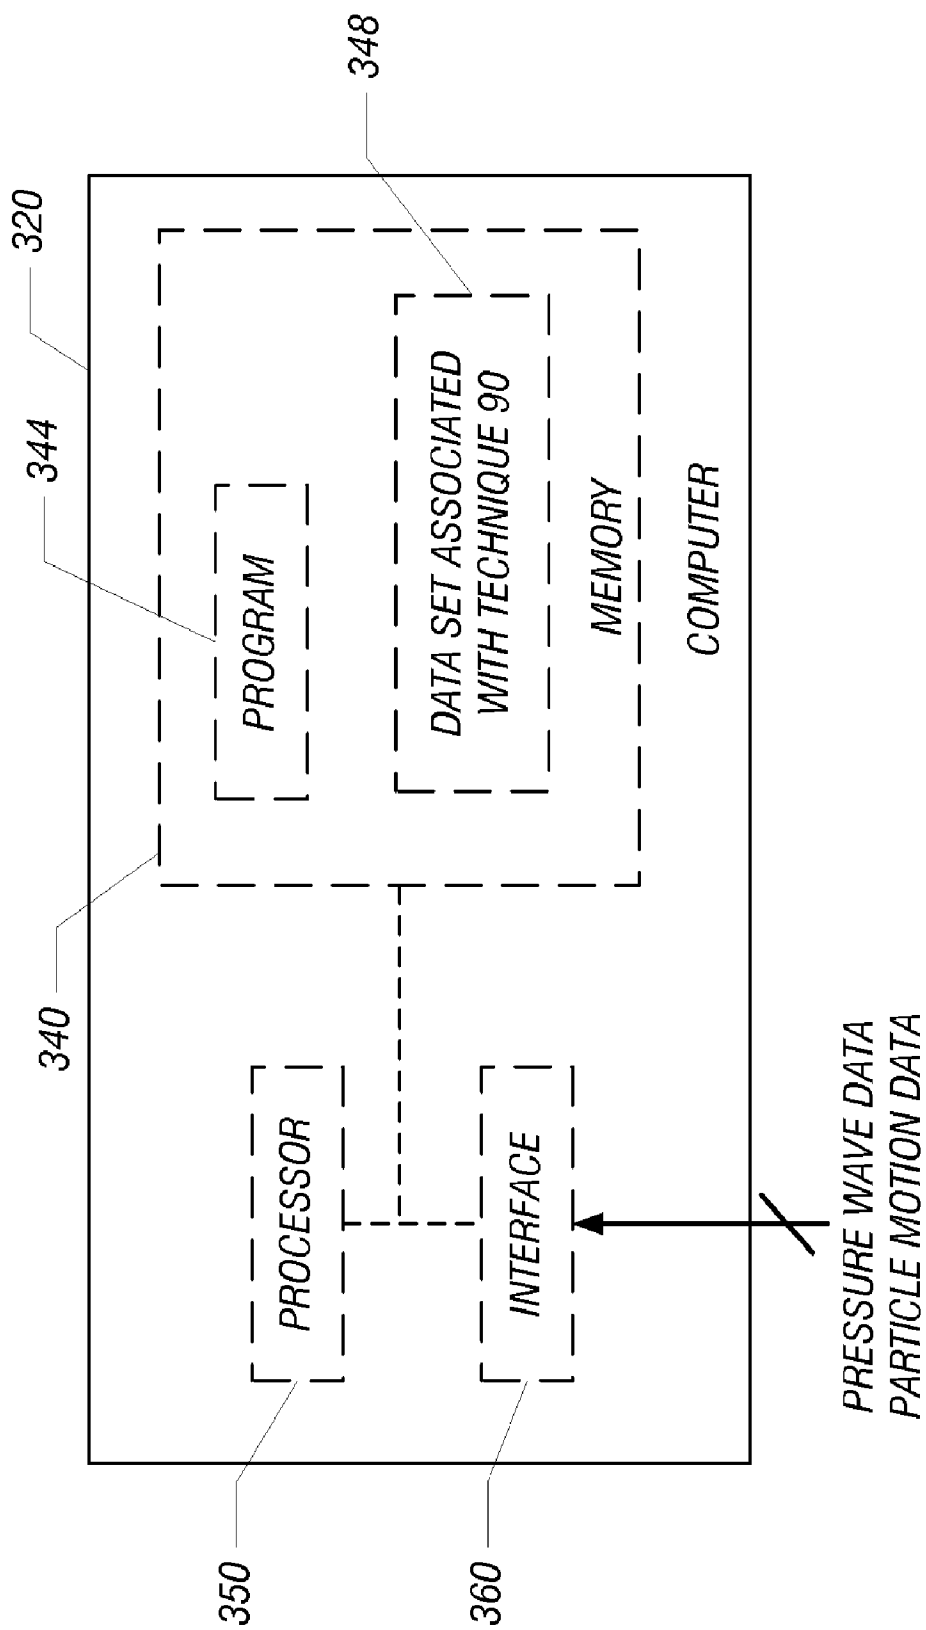 320
344
348
340
350
PROCESSOR
PROGRAM
DATA SET ASSOCIATED
WITH TECHNIQUE 90
360
INTERFACE
MEMORY
COMPUTER
PRESSURE WAVE DATA
PARTICLE MOTION DATA